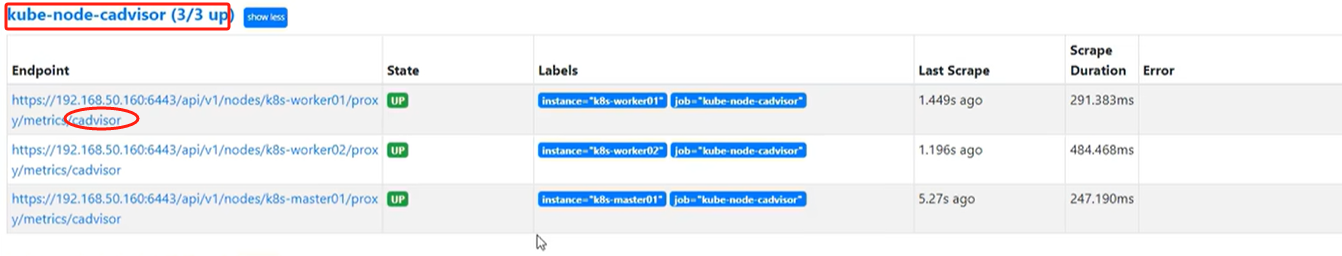 kube-node-cadvisor (3/3 up) show less
Endpoint State Labels Last Scrape Scrape Duration Error
https://192.168.50.160:6443/api/v1/nodes/k8s-worker01/prox UP instance="k8s-worker01" job="kube-node-cadvisor" 1.449s ago 291.383ms
y/metrics/cadvisor
https://192.168.50.160:6443/api/v1/nodes/k8s-worker02/prox UP instance="k8s-worker02" job="kube-node-cadvisor" 1.196s ago 484.468ms
y/metrics/cadvisor
https://192.168.50.160:6443/api/v1/nodes/k8s-master01/prox UP instance="k8s-master01" job="kube-node-cadvisor" 5.27s ago 247.190ms
y/metrics/cadvisor